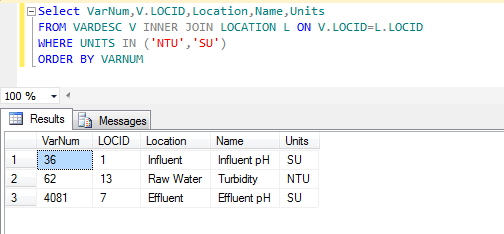 Select VarNum,V.LOCID,Location,Name,Units
FROM VARDESC V INNER JOIN LOCATION L ON V.LOCID=L.LOCID
WHERE UNITS IN ('NTU','SU')
ORDER BY VARNUM
100 %
Results Messages
VarNum LOCID Location Name Units
1 36 1 Influent Influent pH SU
2 62 13 Raw Water Turbidity NTU
3 4081 7 Effluent Effluent pH SU